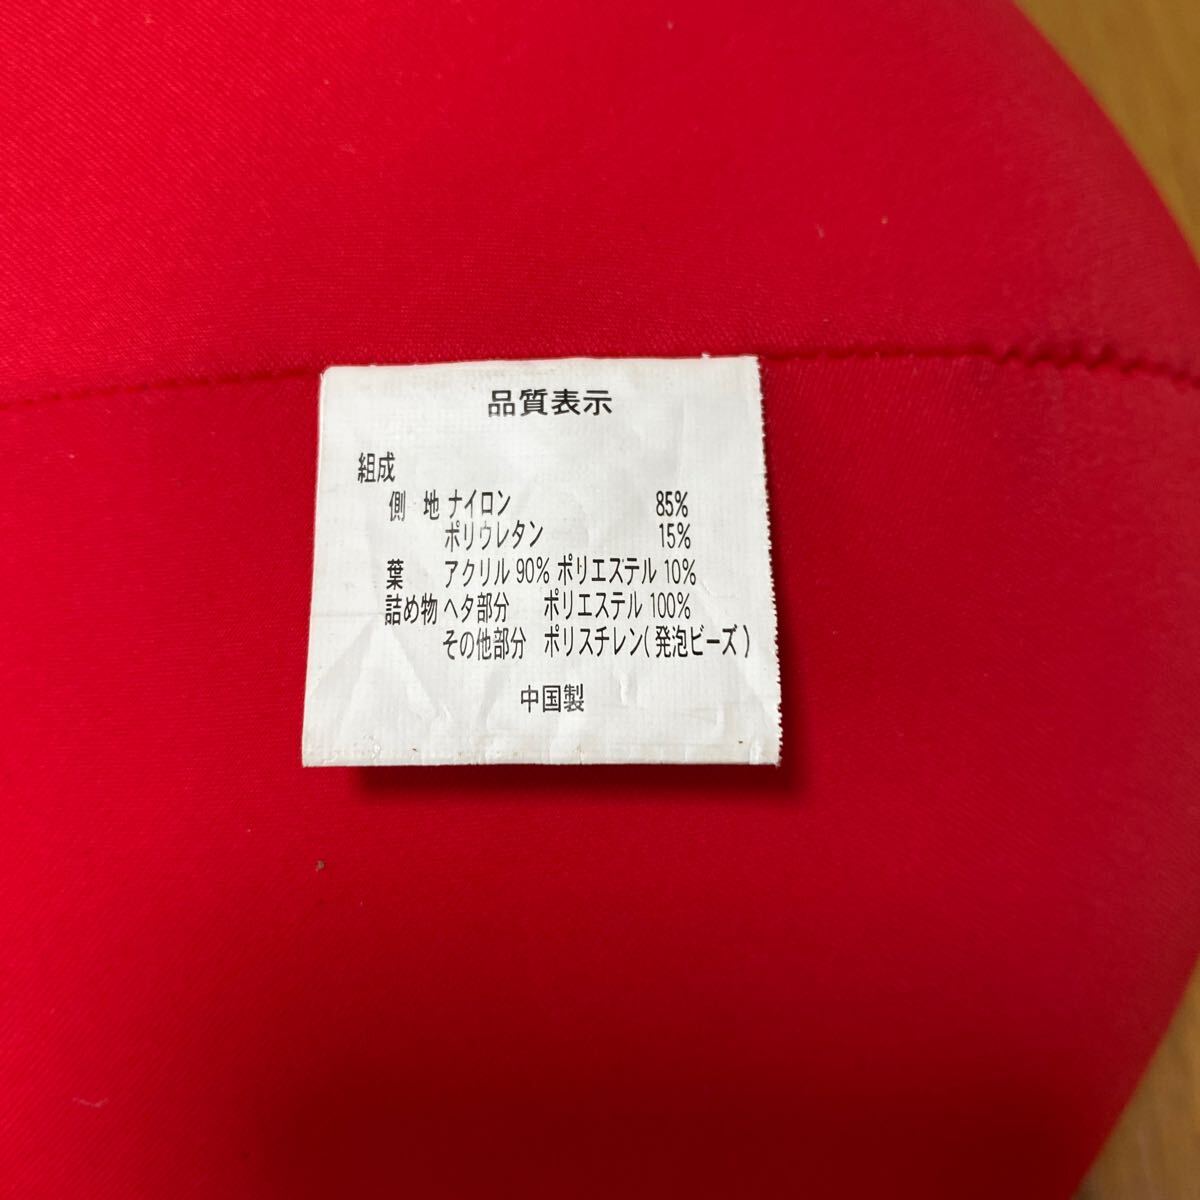 品質表示
組成
側 地 ナイロン 85%
ポリウレタン 15%
葉 アクリル 90% ポリエステル 10%
詰め物 ヘタ部分 ポリエステル 100%
その他部分 ポリスチレン(発泡ビーズ)
中国製